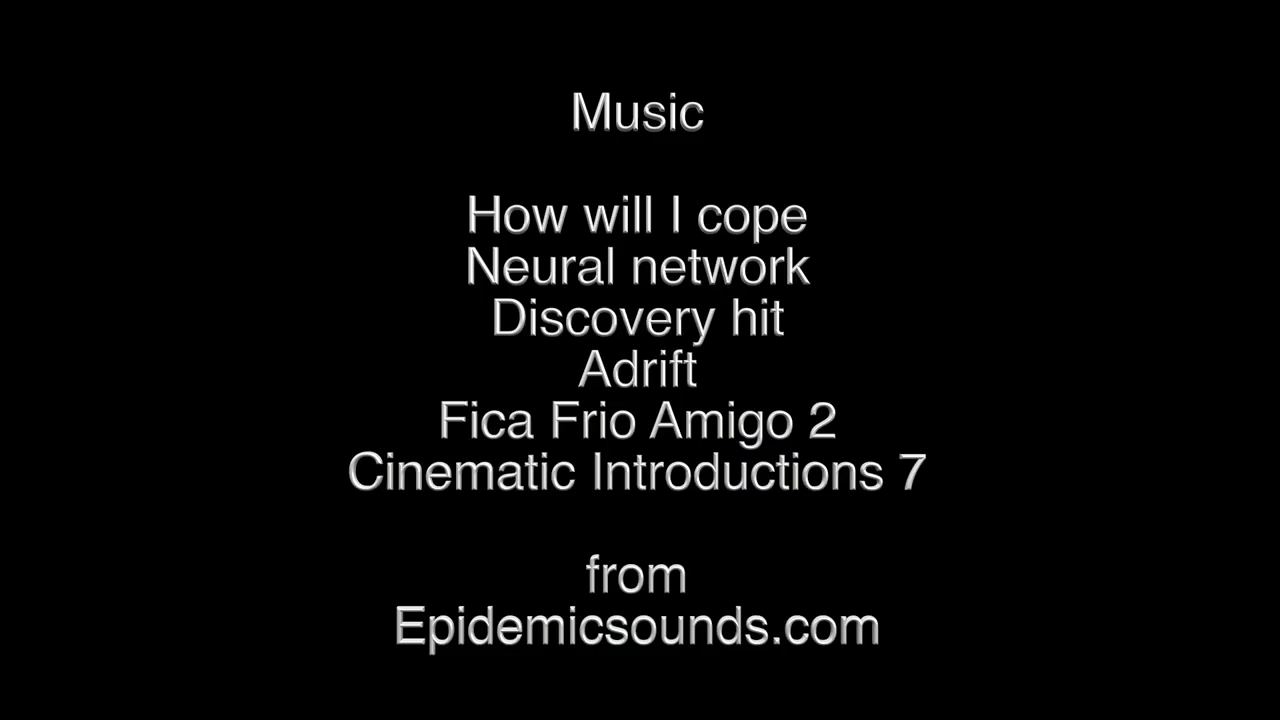 Music
How will I cope
Neural network
Discovery hit
Adrift
Fica Frio Amigo 2
Cinematic Introductions 7
from
Epidemicsounds.com